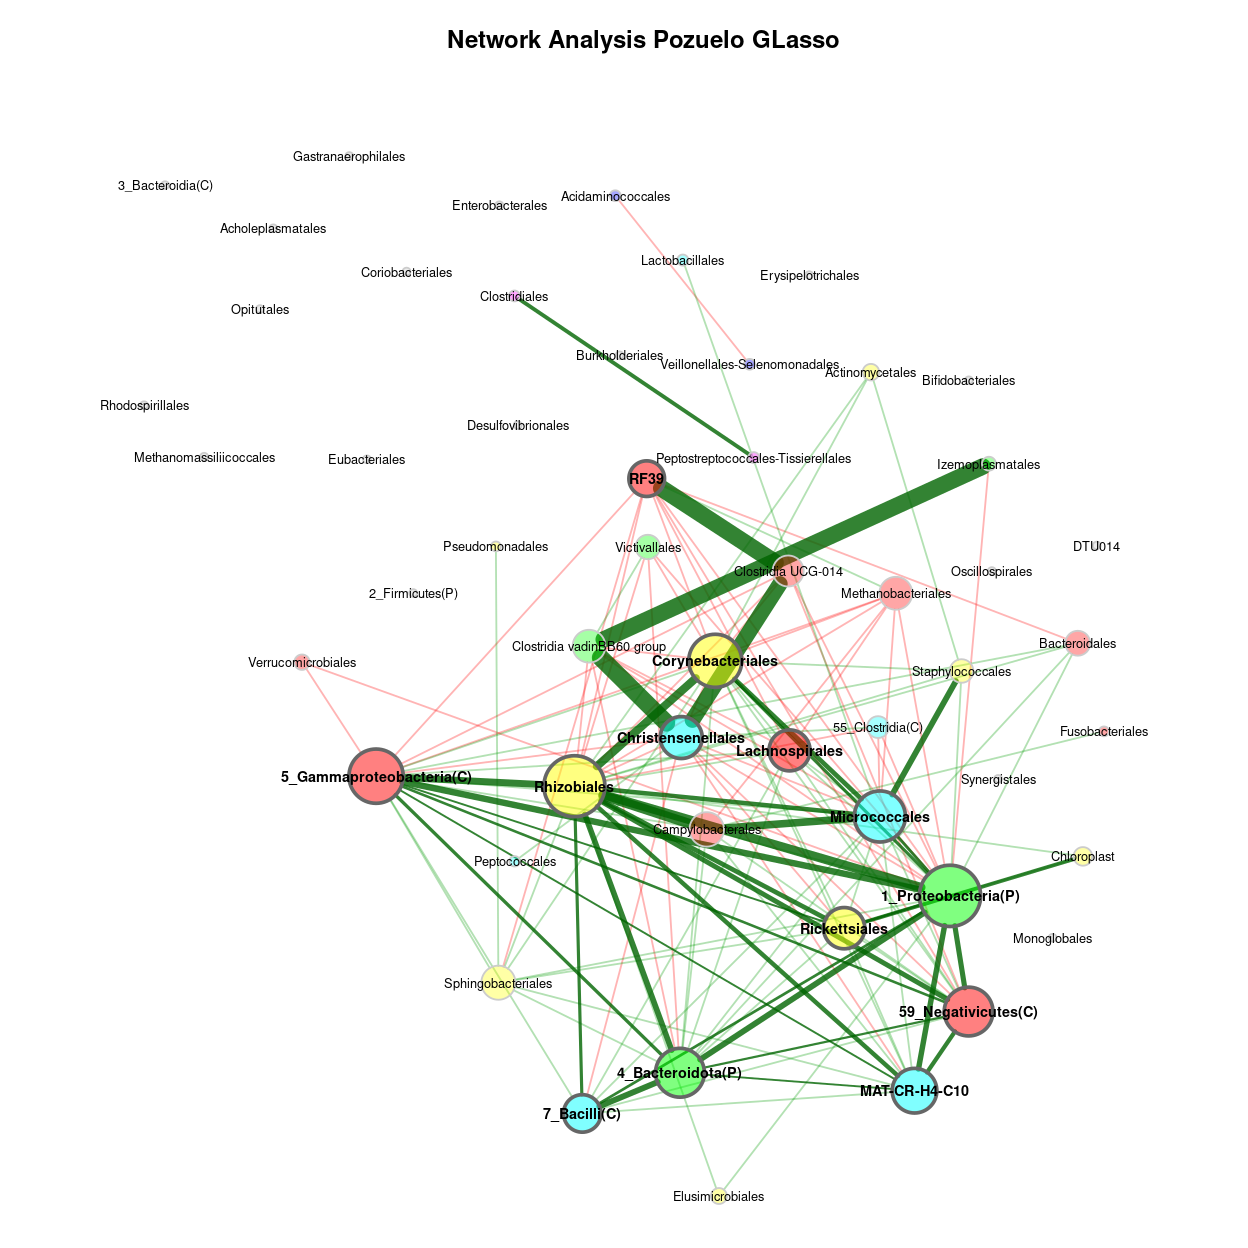 Network Analysis Pozuelo GLasso
Gastranaerophilales
3_Bacteroidia(C)
Acidaminococcales
Enterobacterales
Acholeplasmatales
Lactobacillales
Coriobacteriales
Erysipelotrichales
Clostridiales
Opitutales
Burkholderiales
Veillonellales-Selenomonadales
Actinomycetales
Bifidobacteriales
Rhodospirillales
Desulfovibrionales
Methanomassiliicoccales
Eubacteriales
Peptostreptococcales-Tissierellales
Izemoplasmatales
RF39
Pseudomonadales
Victivallales
DTU014
Clostridia UCG-014
Oscillospirales
2_Firmicutes(P)
Methanobacteriales
Clostridia vadinBB60 group
Bacteroidales
Verrucomicrobiales
Corynebacteriales
Staphylococcales
55_Clostridia(C)
Fusobacteriales
Christensenellales
Lachnospirales
5_Gammaproteobacteria(C)
Synergistales
Rhizobiales
Micrococcales
Campylobacterales
Chloroplast
Peptococcales
1_Proteobacteria(P)
Rickettsiales
Monoglobales
Sphingobacteriales
59_Negativicutes(C)
4_Bacteroidota(P)
MAT-CR-H4-C10
7_Bacilli(C)
Elusimicrobiales